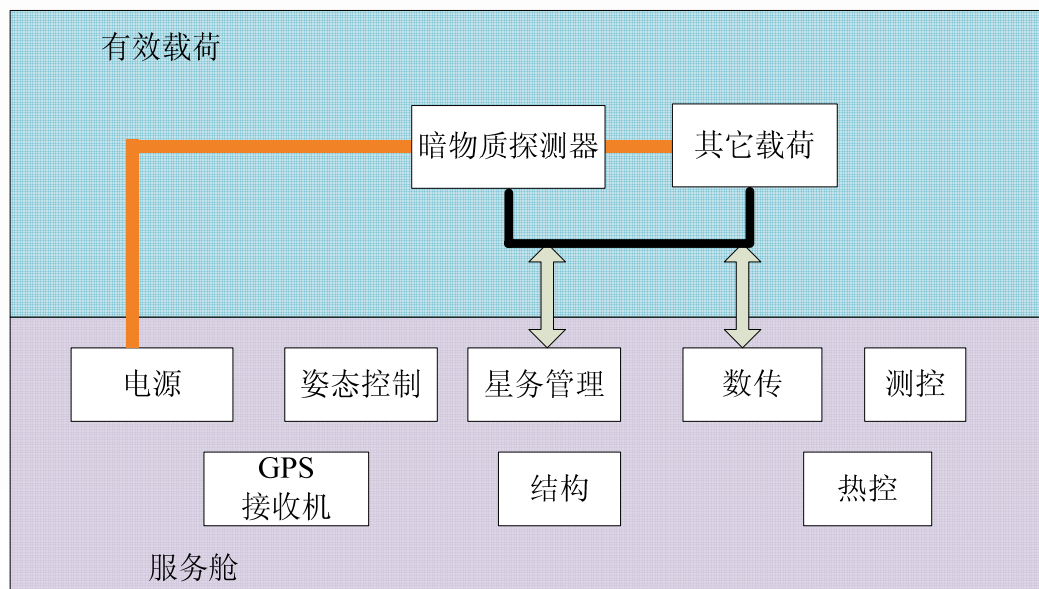 有效载荷
暗物质探测器
其它载荷
电源
姿态控制
星务管理
数传
测控
GPS
接收机
结构
热控
服务舱